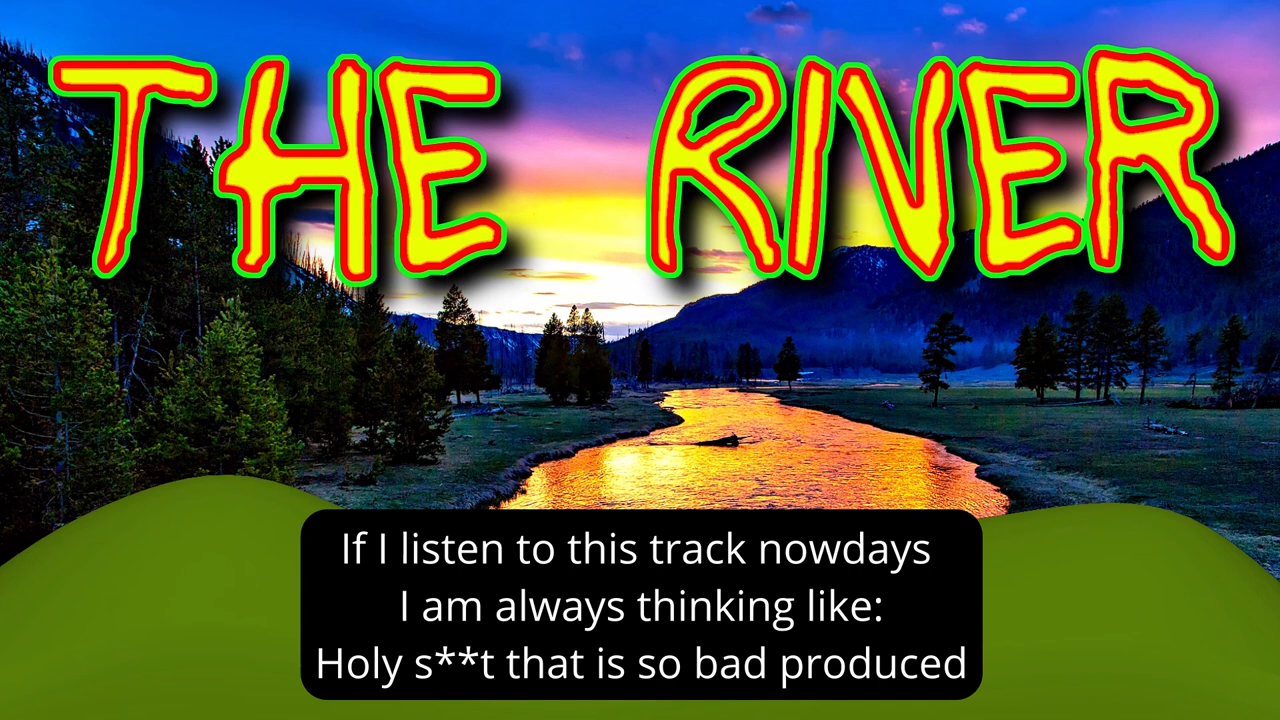 THE RIVER
If I listen to this track nowdays
I am always thinking like:
Holy s**t that is so bad produced